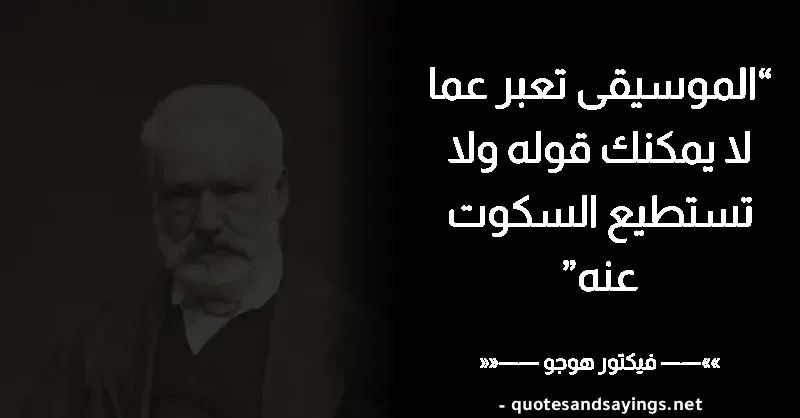 “الموسيقى تعبر عما
لا يمكنك قوله ولا
تستطيع السكوت
عنه”
»»—— فيكتور هوجو ——««
- quotesandsayings.net